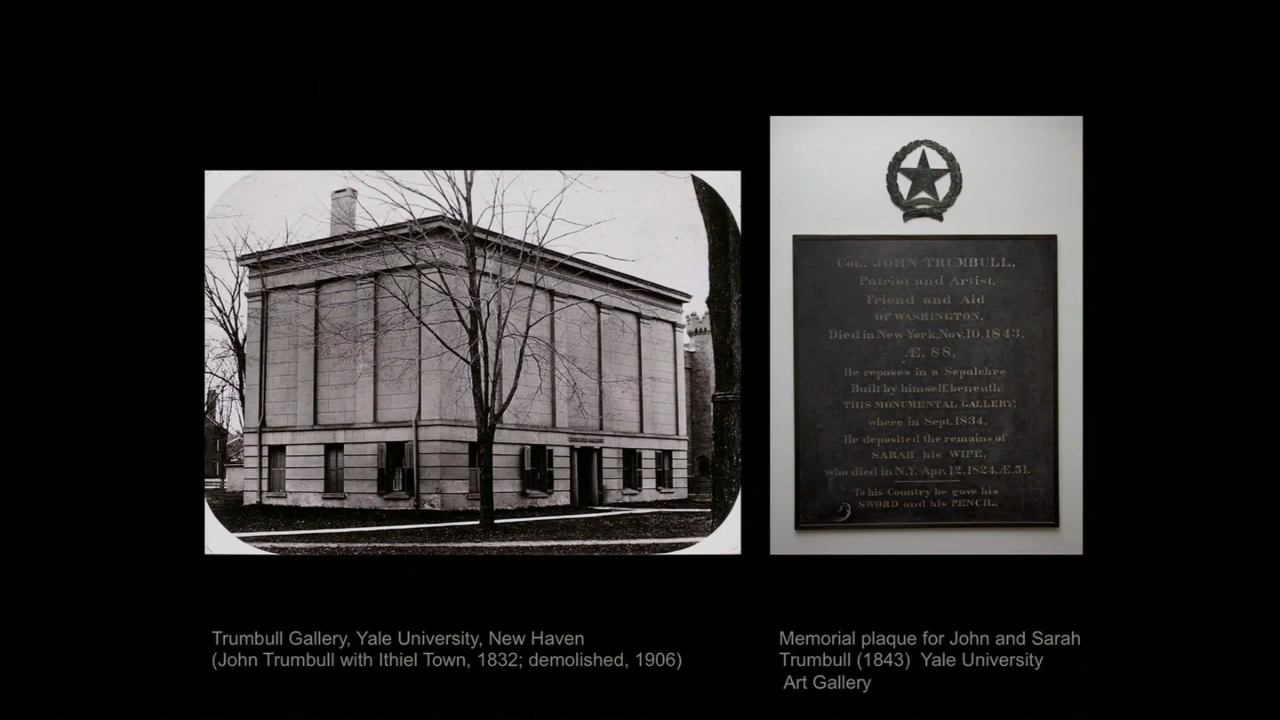 Col. JOHN TRUMBULL,
Patriot and Artist,
Friend and Aid
OF WASHINGTON,
Died in New York, Nov. 10. 1843,
Æ. 88,
He reposes in a Sepulchre
Built by himself, beneath
THIS MONUMENTAL GALLERY;
where in Sept. 1834,
He deposited the remains of
SARAH his WIFE,
who died in N.Y. Apr. 12, 1824, Æ. 51.
To his Country he gave his
SWORD and his PENCIL.
Trumbull Gallery, Yale University, New Haven
(John Trumbull with Ithiel Town, 1832; demolished, 1906)
Memorial plaque for John and Sarah
Trumbull (1843) Yale University
Art Gallery